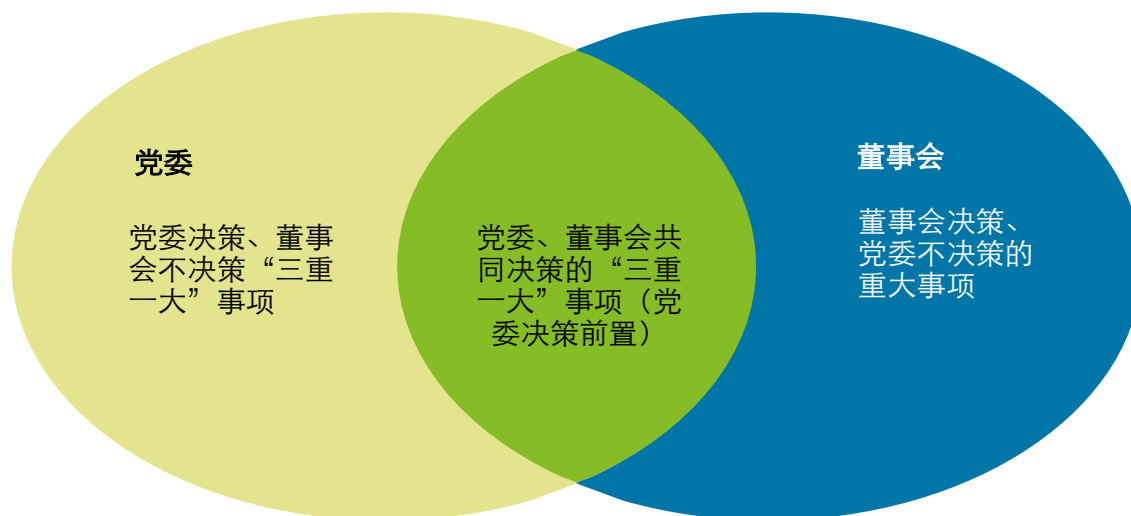 党委
党委决策、董事
会不决策“三重
一大”事项
党委、董事会共
同决策的“三重
一大”事项（党
委决策前置）
董事会
董事会决策、
党委不决策的
重大事项